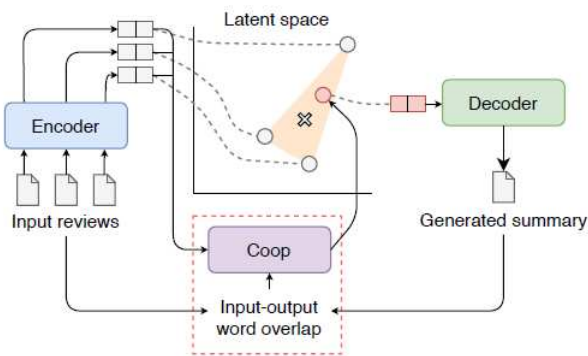 Latent space
Encoder
Decoder
Input reviews
Generated summary
Coop
Input-output
word overlap